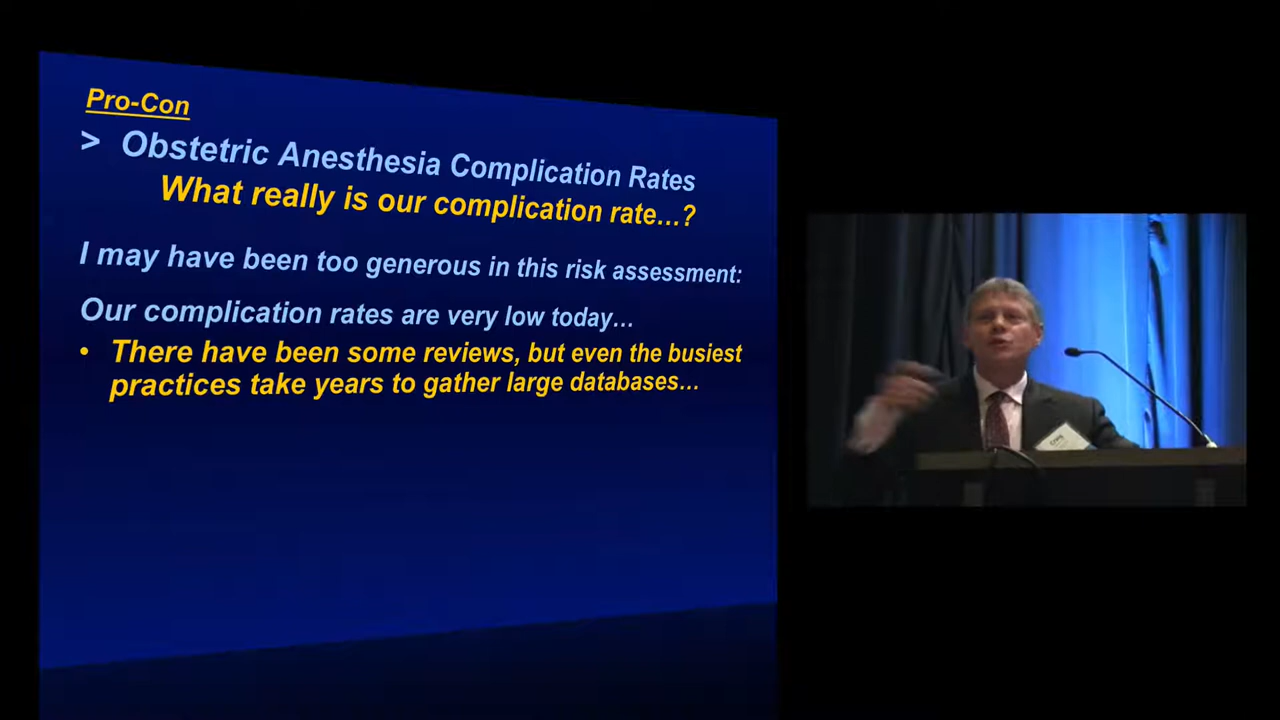 Pro-Con
> Obstetric Anesthesia Complication Rates
What really is our complication rate…?
I may have been too generous in this risk assessment:
Our complication rates are very low today…
• There have been some reviews, but even the busiest
practices take years to gather large databases…